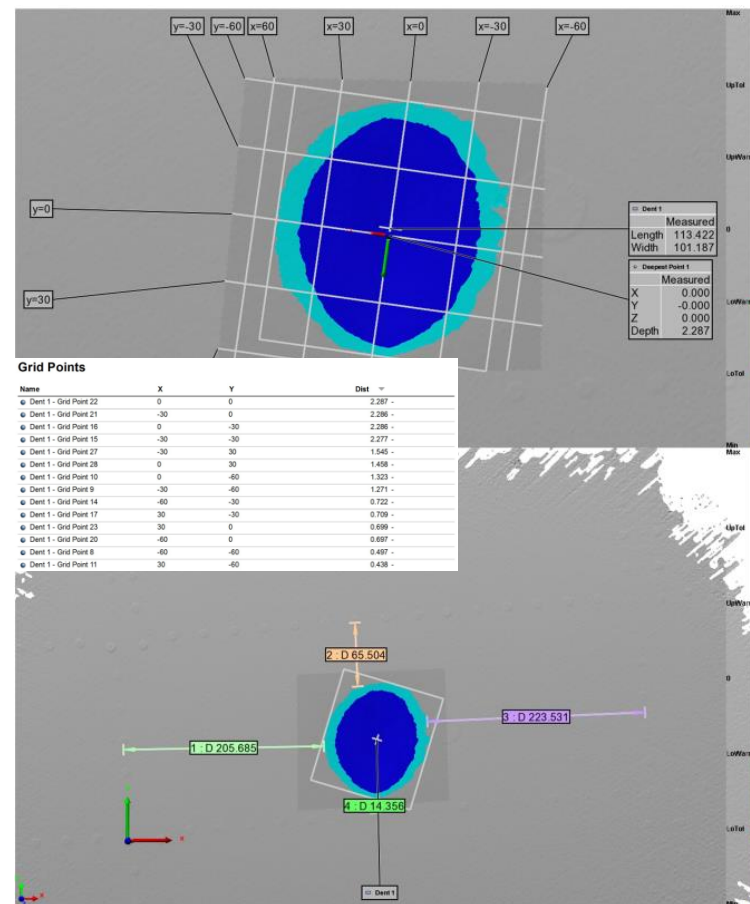 Max
y=-30 y=-60 x=60 x=30 x=0 x=-30 x=-60
UpTol
UpWarn
y=0
Dent 1
Measured
Length 113.422
Width 101.187
0
Deepest Point 1
Measured
X 0.000
Y -0.000
Z 0.000
Depth 2.287
y=30
LoWarn
LoTol
Min
Grid Points
Name X Y Dist
Dent 1 - Grid Point 22 0 0 2.287 -
Dent 1 - Grid Point 21 -30 0 2.286 -
Dent 1 - Grid Point 16 0 -30 2.286 -
Dent 1 - Grid Point 15 -30 -30 2.277 -
Dent 1 - Grid Point 27 -30 30 1.545 -
Dent 1 - Grid Point 28 0 30 1.458 -
Dent 1 - Grid Point 10 0 -60 1.323 -
Dent 1 - Grid Point 9 -30 -60 1.271 -
Dent 1 - Grid Point 14 -60 -30 0.722 -
Dent 1 - Grid Point 17 30 -30 0.709 -
Dent 1 - Grid Point 23 30 0 0.699 -
Dent 1 - Grid Point 20 -60 0 0.697 -
Dent 1 - Grid Point 8 -60 -60 0.497 -
Dent 1 - Grid Point 11 30 -60 0.438 -
Max
UpTol
UpWarn
2 : D 65.504
0
3 : D 223.531
1 : D 205.685
LoWarn
4 : D 14.356
x
LoTol
Dent 1
x
Min